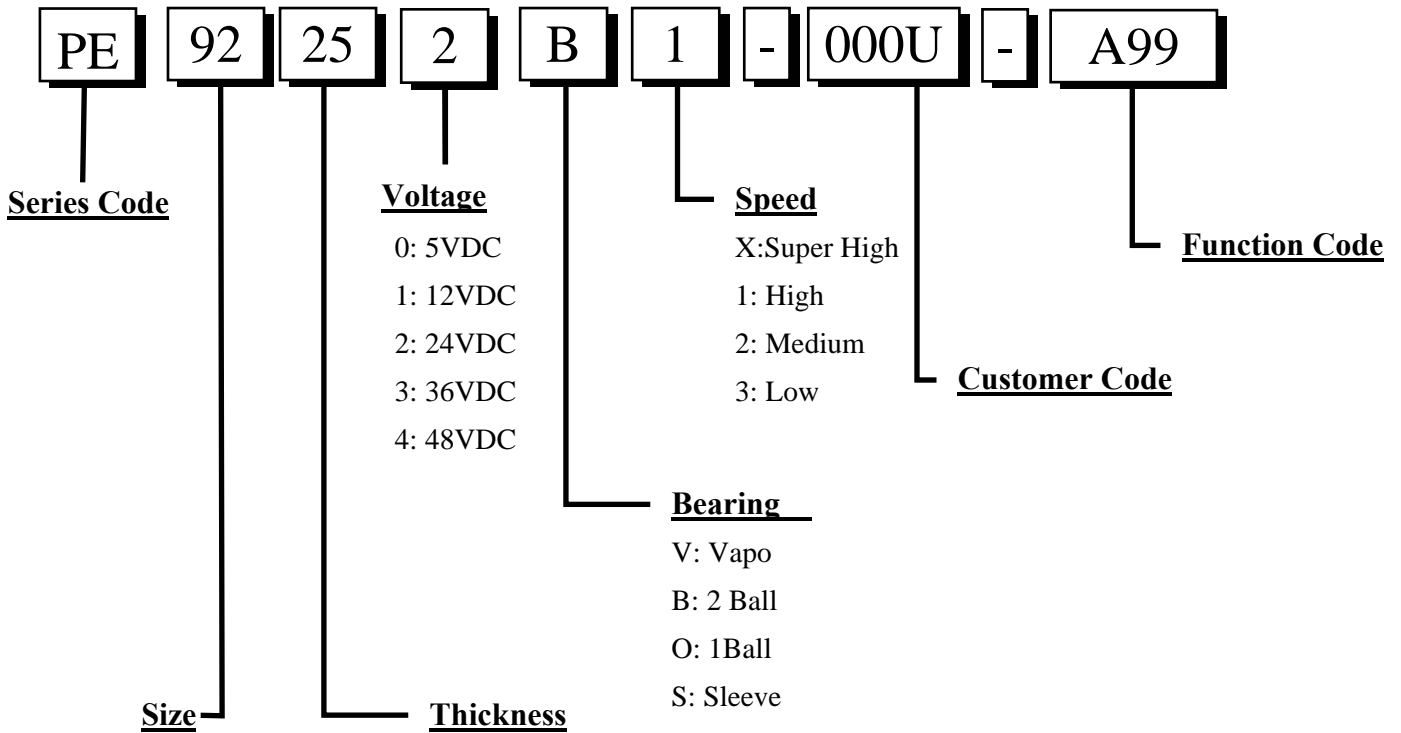 PE 92 25 2 B 1 - 000U - A99
Series Code
Voltage
0: 5VDC
1: 12VDC
2: 24VDC
3: 36VDC
4: 48VDC
Speed
X:Super High
1: High
2: Medium
3: Low
Function Code
Customer Code
Bearing
V: Vapo
B: 2 Ball
O: 1Ball
S: Sleeve
Size
Thickness